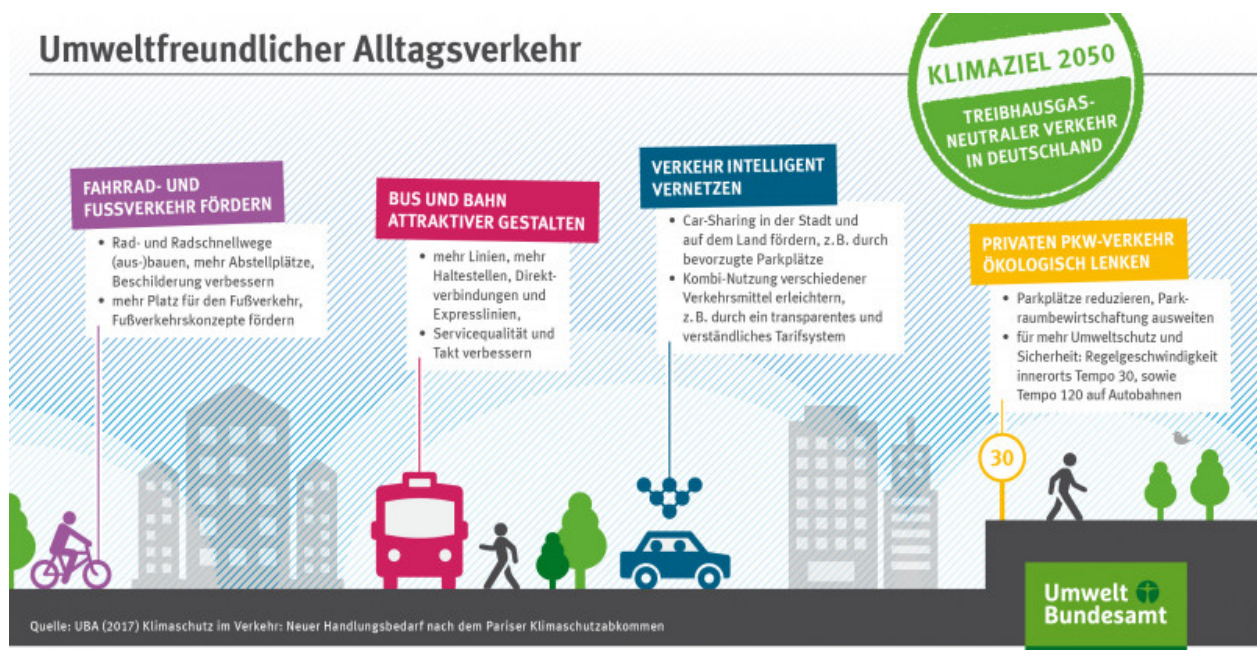 Umweltfreundlicher Alltagsverkehr
KLIMAZIEL 2050
TREIBHAUSGAS-
NEUTRALER VERKEHR
IN DEUTSCHLAND
FAHRRAD- UND
FUSSVERKEHR FÖRDERN
• Rad- und Radschnellwege
(aus-)bauen, mehr Abstellplätze,
Beschilderung verbessern
• mehr Platz für den Fußverkehr,
Fußverkehrskonzepte fördern
BUS UND BAHN
ATTRAKTIVER GESTALTEN
• mehr Linien, mehr
Haltestellen, Direkt-
verbindungen und
Expresslinien,
• Servicequalität und
Takt verbessern
VERKEHR INTELLIGENT
VERNETZEN
• Car-Sharing in der Stadt und
auf dem Land fördern, z. B. durch
bevorzugte Parkplätze
• Kombi-Nutzung verschiedener
Verkehrsmittel erleichtern,
z. B. durch ein transparentes und
verständliches Tarifsystem
PRIVATEN PKW-VERKEHR
ÖKOLOGISCH LENKEN
• Parkplätze reduzieren, Park-
raumbewirtschaftung ausweiten
• für mehr Umweltschutz und
Sicherheit: Regelgeschwindigkeit
innerorts Tempo 30, sowie
Tempo 120 auf Autobahnen
30
Umwelt
Bundesamt
Quelle: UBA (2017) Klimaschutz im Verkehr: Neuer Handlungsbedarf nach dem Pariser Klimaschutzabkommen